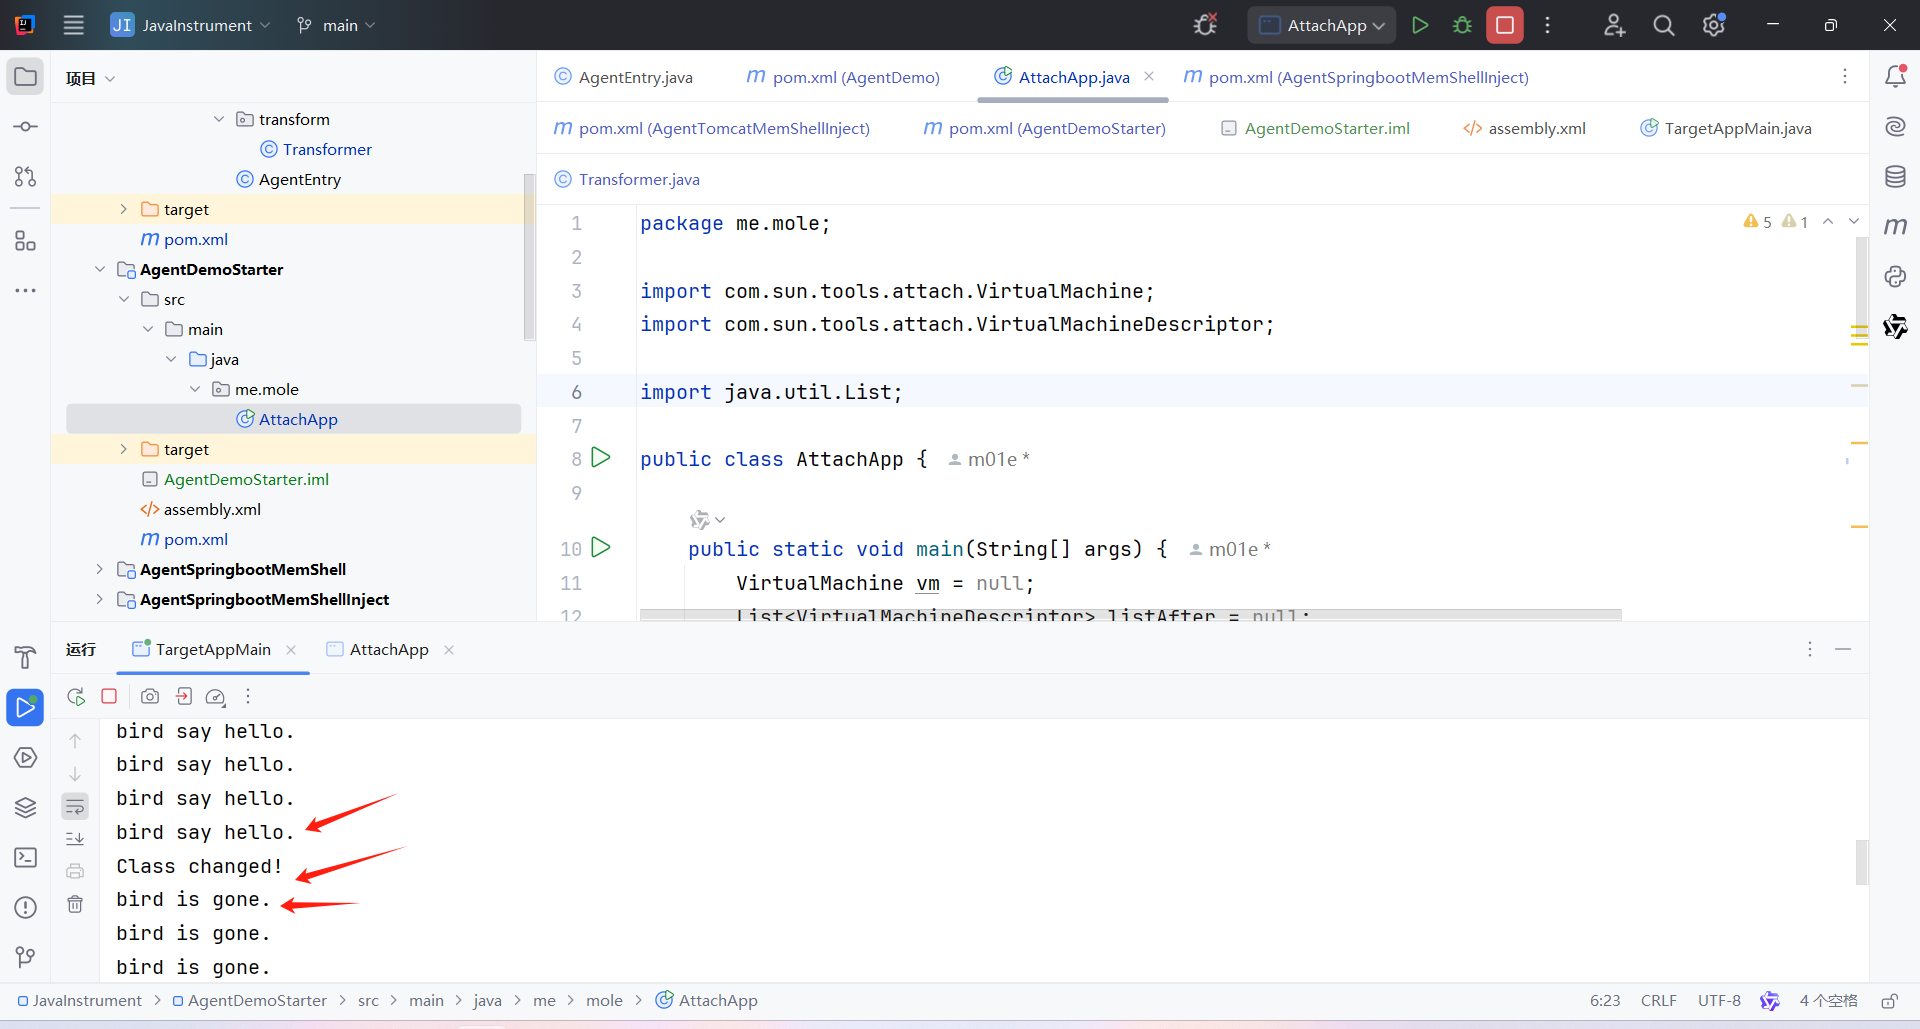 JI JavaInstrument main AttachApp
项目
transform
Transformer
AgentEntry
target
pom.xml
AgentDemoStarter
src
main
java
me.mole
AttachApp
target
AgentDemoStarter.iml
assembly.xml
pom.xml
AgentSpringbootMemShell
AgentSpringbootMemShellInject
AgentEntry.java pom.xml (AgentDemo) AttachApp.java pom.xml (AgentSpringbootMemShellInject)
pom.xml (AgentTomcatMemShellInject) pom.xml (AgentDemoStarter) AgentDemoStarter.iml assembly.xml TargetAppMain.java
Transformer.java
5 1
1 package me.mole;
2
3 import com.sun.tools.attach.VirtualMachine;
4 import com.sun.tools.attach.VirtualMachineDescriptor;
5
6 import java.util.List;
7
8 public class AttachApp { m01e *
9
10 public static void main(String[] args) { m01e *
11 VirtualMachine vm = null;
12 List<VirtualMachineDescriptor> listAfter = null;
运行 TargetAppMain AttachApp
bird say hello.
bird say hello.
bird say hello.
bird say hello.
Class changed!
bird is gone.
bird is gone.
bird is gone.
JavaInstrument > AgentDemoStarter > src > main > java > me > mole > AttachApp 6:23 CRLF UTF-8 4 个空格